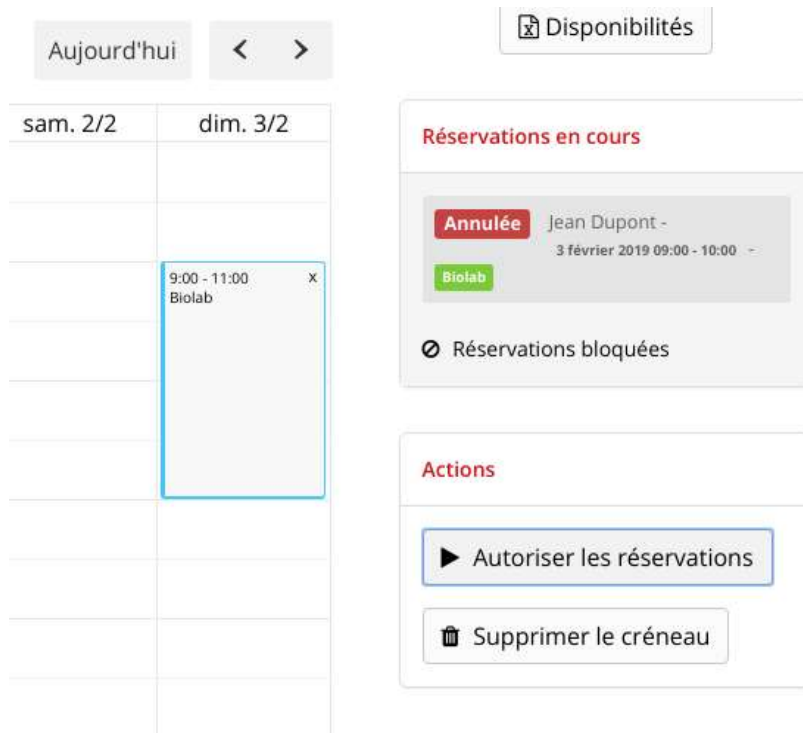 Disponibilités
Aujourd'hui
sam. 2/2
dim. 3/2
9:00 - 11:00 x
Biolab
Réservations en cours
Annulée Jean Dupont -
3 février 2019 09:00 - 10:00 -
Biolab
Réservations bloquées
Actions
Autoriser les réservations
Supprimer le créneau